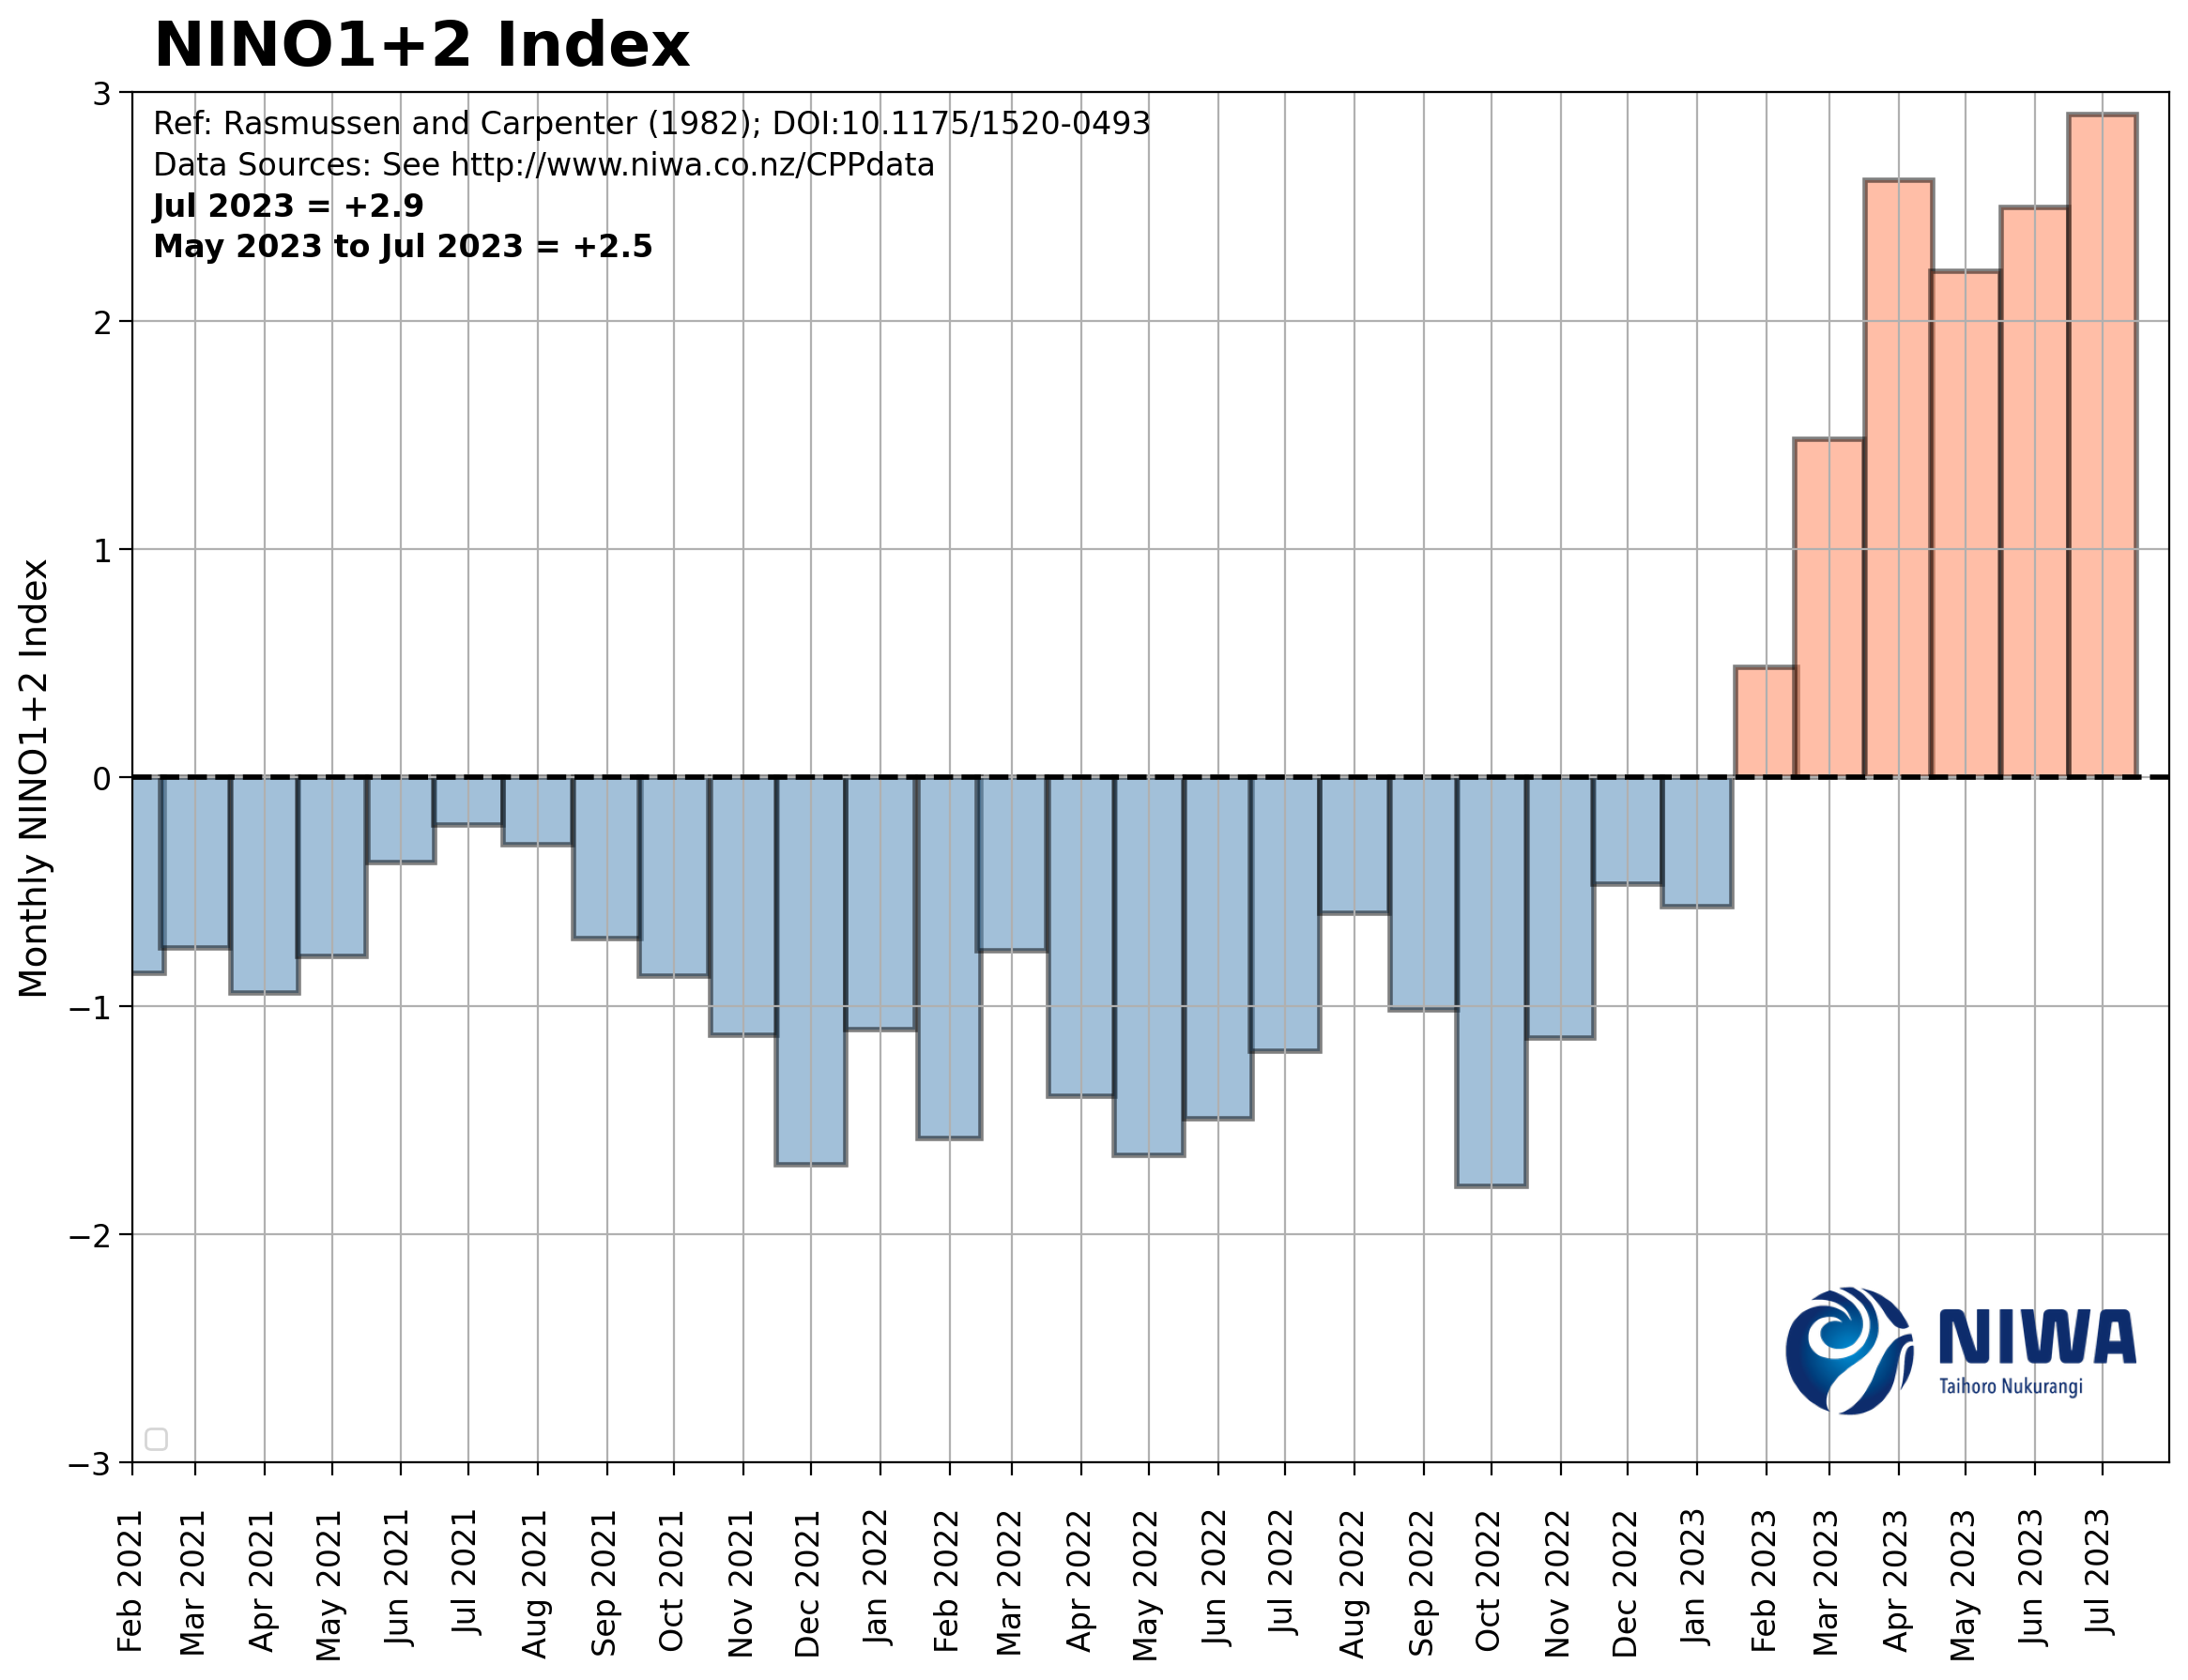 NINO1+2 Index
Ref: Rasmussen and Carpenter (1982); DOI:10.1175/1520-0493
Data Sources: See http://www.niwa.co.nz/CPPdata
Jul 2023 = +2.9
May 2023 to Jul 2023 = +2.5
Monthly NINO1+2 Index
3
2
1
0
−1
−2
−3
NIWA
Taihoro Nukurangi
Feb 2021
Mar 2021
Apr 2021
May 2021
Jun 2021
Jul 2021
Aug 2021
Sep 2021
Oct 2021
Nov 2021
Dec 2021
Jan 2022
Feb 2022
Mar 2022
Apr 2022
May 2022
Jun 2022
Jul 2022
Aug 2022
Sep 2022
Oct 2022
Nov 2022
Dec 2022
Jan 2023
Feb 2023
Mar 2023
Apr 2023
May 2023
Jun 2023
Jul 2023